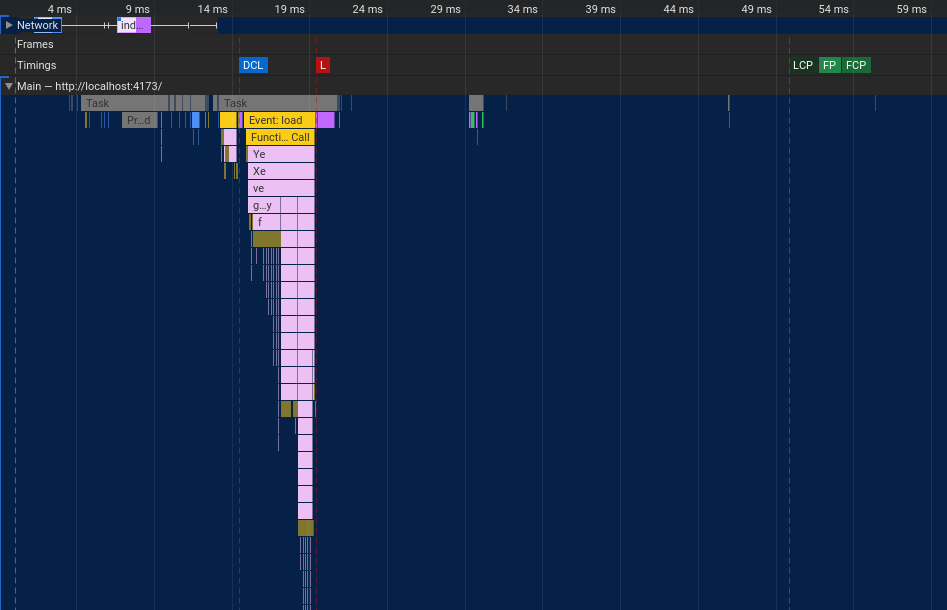 4 ms 9 ms 14 ms 19 ms 24 ms 29 ms 34 ms 39 ms 44 ms 49 ms 54 ms 59 ms
Network ind…
Frames
Timings DCL L LCP FP FCP
Main — http://localhost:4173/
Task Task
Pr…d Event: load
Functi… Call
Ye
Xe
ve
g…y
f